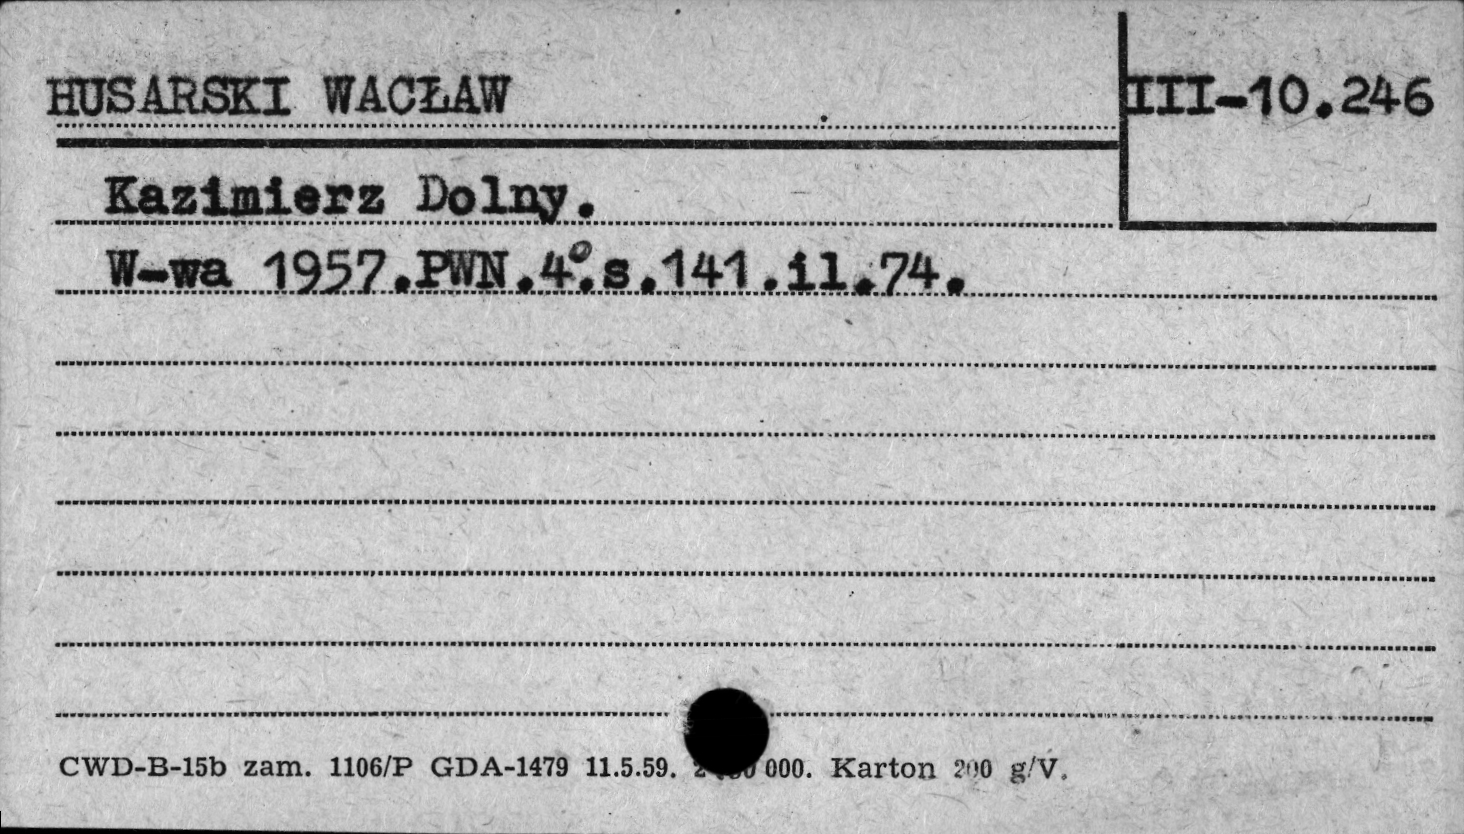 HUSARSKI WACŁAW
III-10.246
Kazimierz Dolny.
W-wa 1957.PWN.4°.s.141.il.74.
CWD-B-15b zam. 1106/P GDA-1479 11.5.59. 000. Karton 200 g/V.